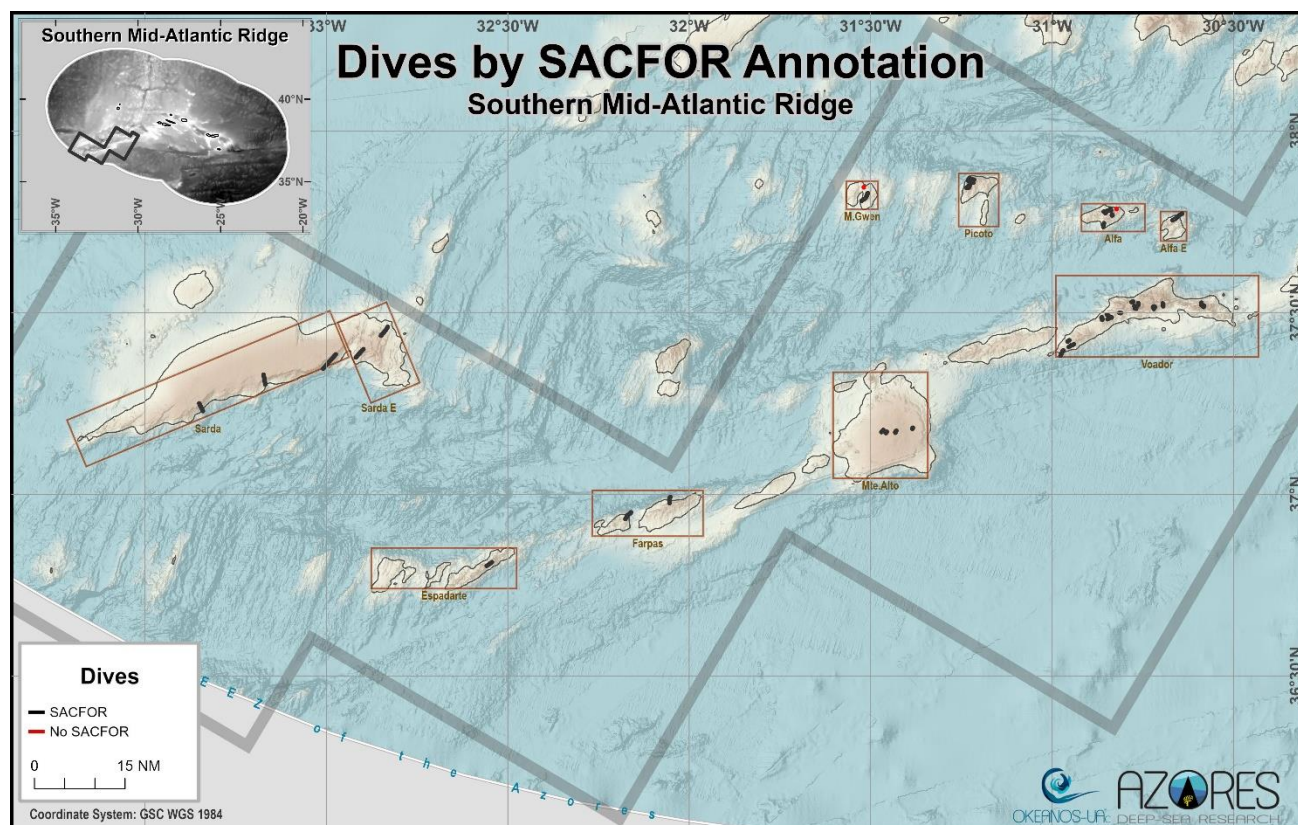 Southern Mid-Atlantic Ridge
40°N
35°N
35°W
30°W
25°W
20°W
33°W
32°30'W
32°W
31°30'W
31°W
30°30'W
Dives by SACFOR Annotation
Southern Mid-Atlantic Ridge
38°N
M.Gwen
Picoto
Alfa
Alfa E
37°30'N
Voador
Sarda E
Sarda
Mte.Alto
37°N
Farpas
Espadarte
36°30'N
Dives
SACFOR
No SACFOR
0 15 NM
EEZ of the Azores
Coordinate System: GSC WGS 1984
OKEANOS-UAc
AZORES
DEEP-SEA RESEARCH